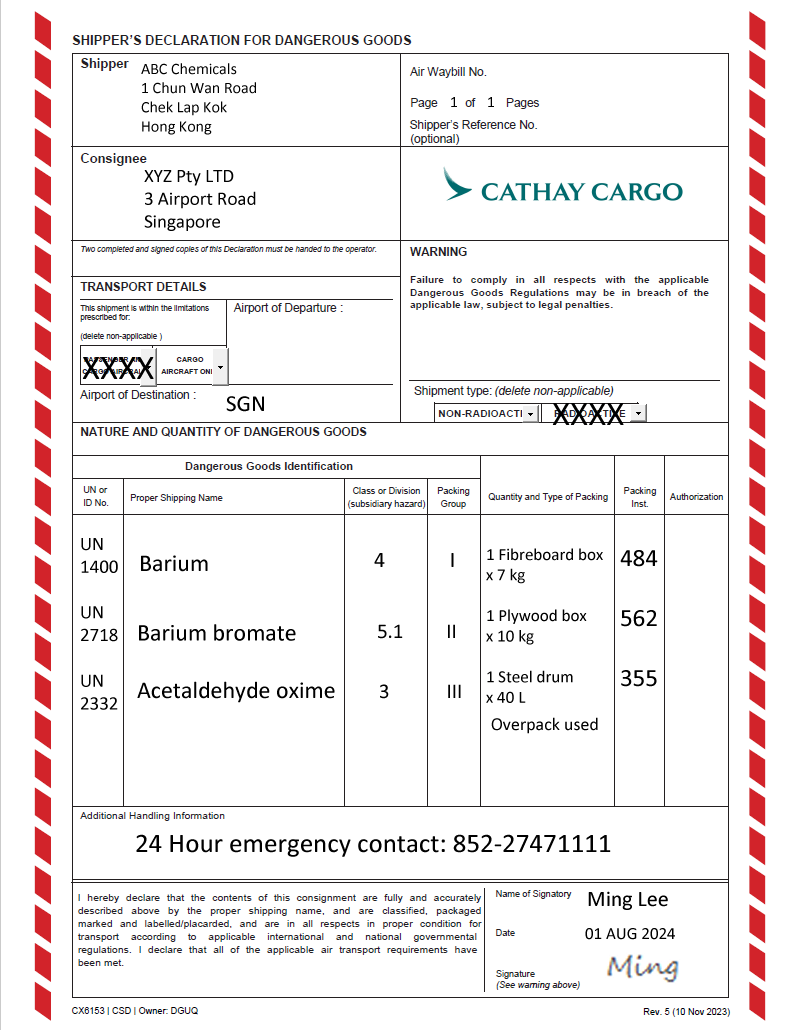 SHIPPER'S DECLARATION FOR DANGEROUS GOODS
Shipper
ABC Chemicals
1 Chun Wan Road
Chek Lap Kok
Hong Kong
Air Waybill No.
Page 1 of 1 Pages
Shipper's Reference No.
(optional)
Consignee
XYZ Pty LTD
3 Airport Road
Singapore
CATHAY CARGO
Two completed and signed copies of this Declaration must be handed to the operator.
WARNING
Failure to comply in all respects with the applicable
Dangerous Goods Regulations may be in breach of the
applicable law, subject to legal penalties.
TRANSPORT DETAILS
This shipment is within the limitations
prescribed for:
(delete non-applicable )
Airport of Departure :
XXXX
CARGO
AIRCRAFT ONL
Airport of Destination :
SGN
Shipment type: (delete non-applicable)
NON-RADIOACTI
XXXX
NATURE AND QUANTITY OF DANGEROUS GOODS
Dangerous Goods Identification
UN or
ID No.
Proper Shipping Name
Class or Division
(subsidiary hazard)
Packing
Group
Quantity and Type of Packing
Packing
Inst.
Authorization
UN
1400
Barium
4
I
1 Fibreboard box
x 7 kg
484
UN
2718
Barium bromate
5.1
II
1 Plywood box
x 10 kg
562
UN
2332
Acetaldehyde oxime
3
III
1 Steel drum
x 40 L
355
Overpack used
Additional Handling Information
24 Hour emergency contact: 852-27471111
I hereby declare that the contents of this consignment are fully and accurately
described above by the proper shipping name, and are classified, packaged
marked and labelled/placarded, and are in all respects in proper condition for
transport according to applicable international and national governmental
regulations. I declare that all of the applicable air transport requirements have
been met.
Name of Signatory
Ming Lee
Date
01 AUG 2024
Signature
(See warning above)
Ming
CX6153 | CSD | Owner: DGUQ
Rev. 5 (10 Nov 2023)